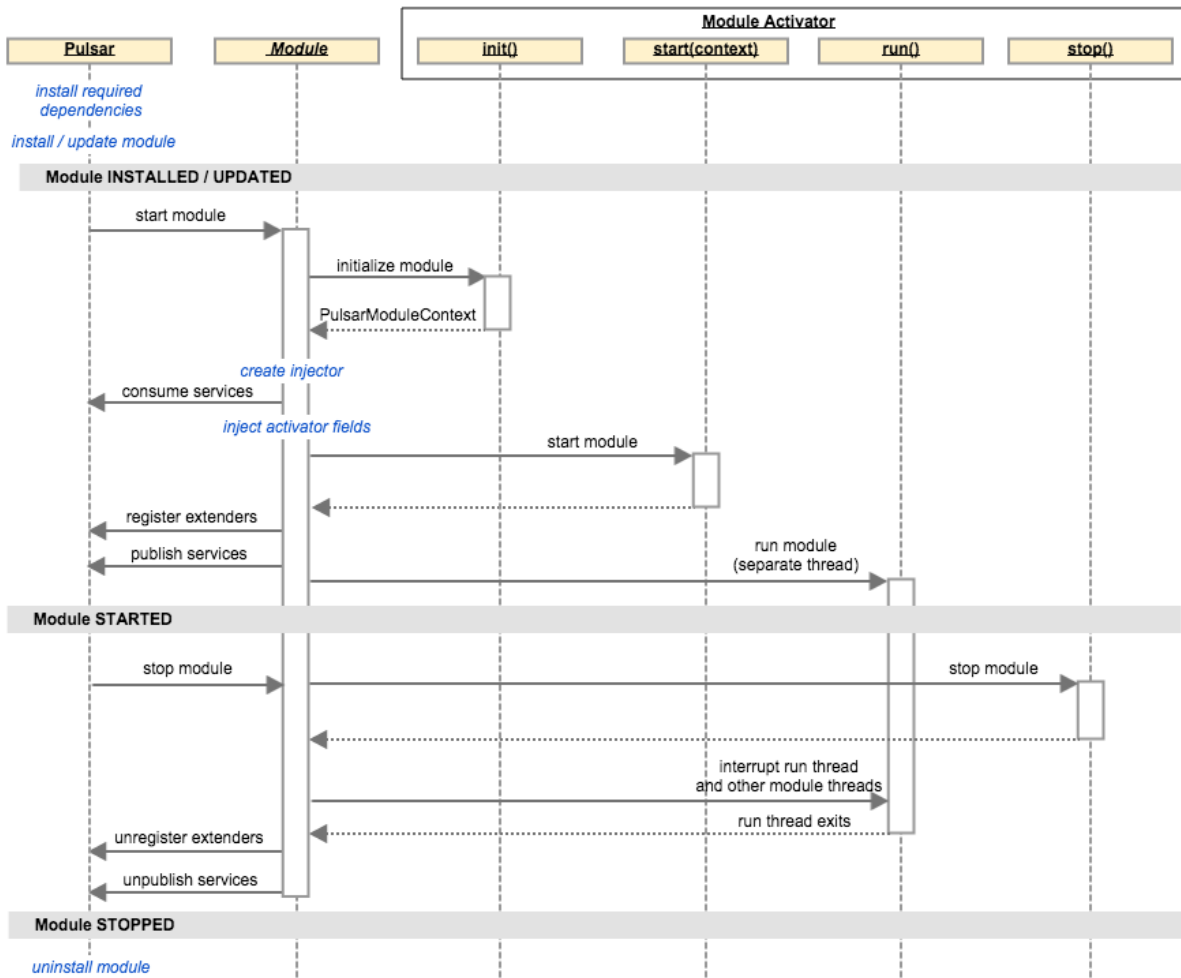 Module Activator
Pulsar
Module
init()
start(context)
run()
stop()
install required
dependencies
install / update module
Module INSTALLED / UPDATED
start module
initialize module
PulsarModuleContext
create injector
consume services
inject activator fields
start module
register extenders
publish services
run module
(separate thread)
Module STARTED
stop module
stop module
interrupt run thread
and other module threads
run thread exits
unregister extenders
unpublish services
Module STOPPED
uninstall module